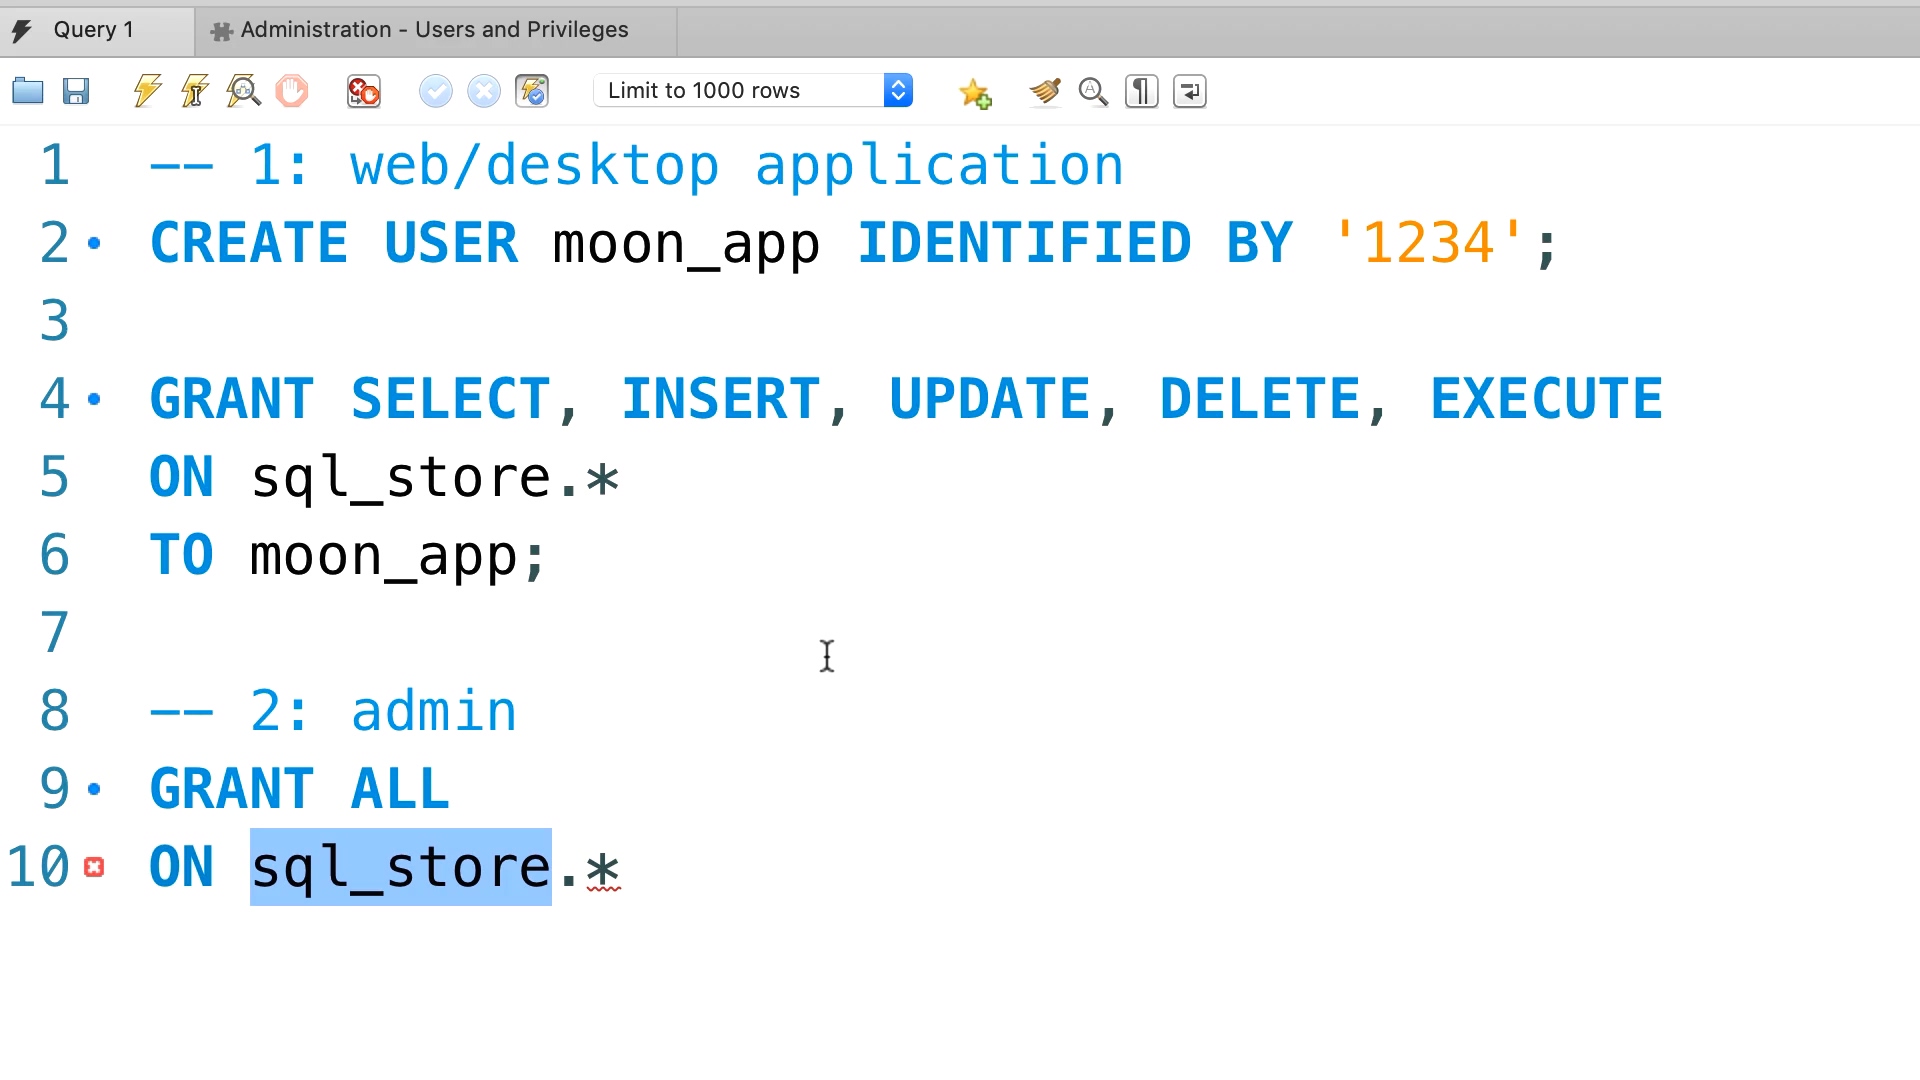 Query 1
Administration - Users and Privileges
Limit to 1000 rows
1 -- 1: web/desktop application
2 CREATE USER moon_app IDENTIFIED BY '1234';
3
4 GRANT SELECT, INSERT, UPDATE, DELETE, EXECUTE
5 ON sql_store.*
6 TO moon_app;
7
8 -- 2: admin
9 GRANT ALL
10 ON sql_store.*